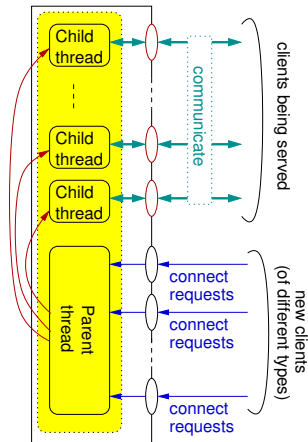 Child
thread
Child
thread
Child
thread
Parent
thread
communicate
clients being served
connect
requests
connect
requests
connect
requests
new clients
(of different types)